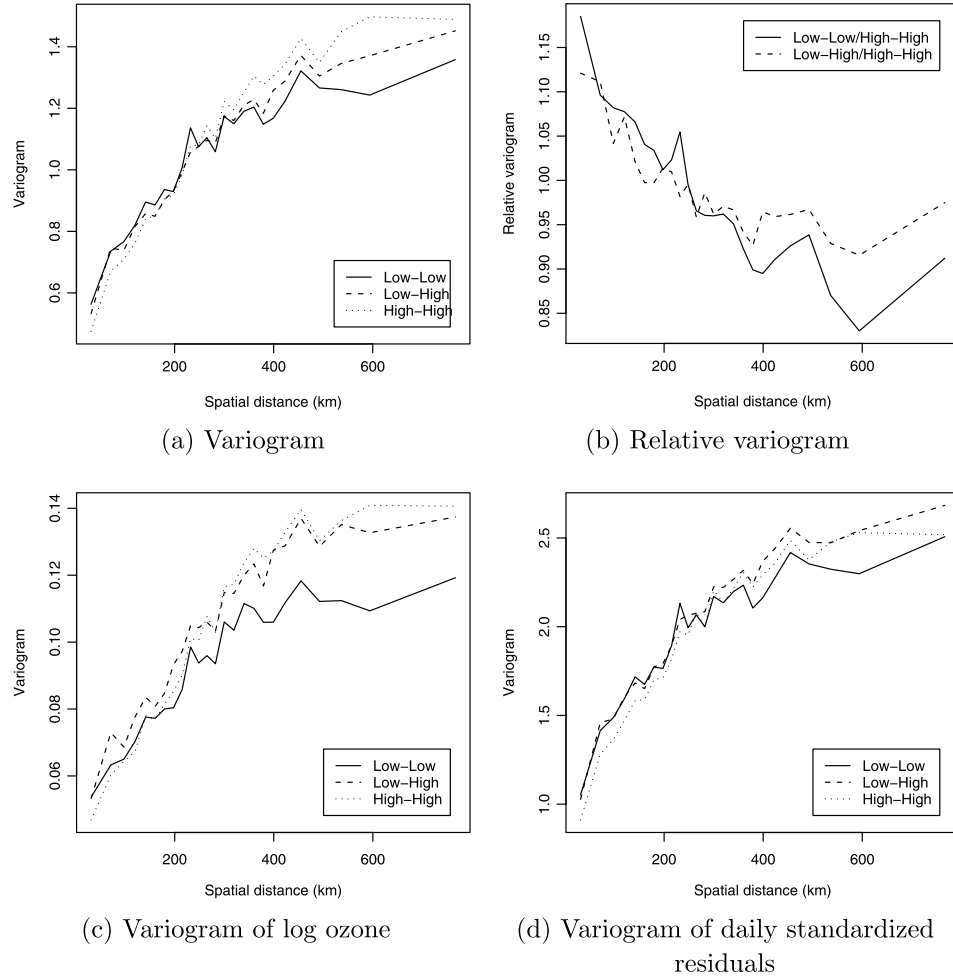 Variogram
0.6 0.8 1.0 1.2 1.4
200 400 600
Spatial distance (km)
Low−Low
Low−High
High−High
(a) Variogram
Relative variogram
0.85 0.90 0.95 1.00 1.05 1.10 1.15
200 400 600
Spatial distance (km)
Low−Low/High−High
Low−High/High−High
(b) Relative variogram
Variogram
0.06 0.08 0.10 0.12 0.14
200 400 600
Spatial distance (km)
Low−Low
Low−High
High−High
(c) Variogram of log ozone
Variogram
1.0 1.5 2.0 2.5
200 400 600
Spatial distance (km)
Low−Low
Low−High
High−High
(d) Variogram of daily standardized
residuals